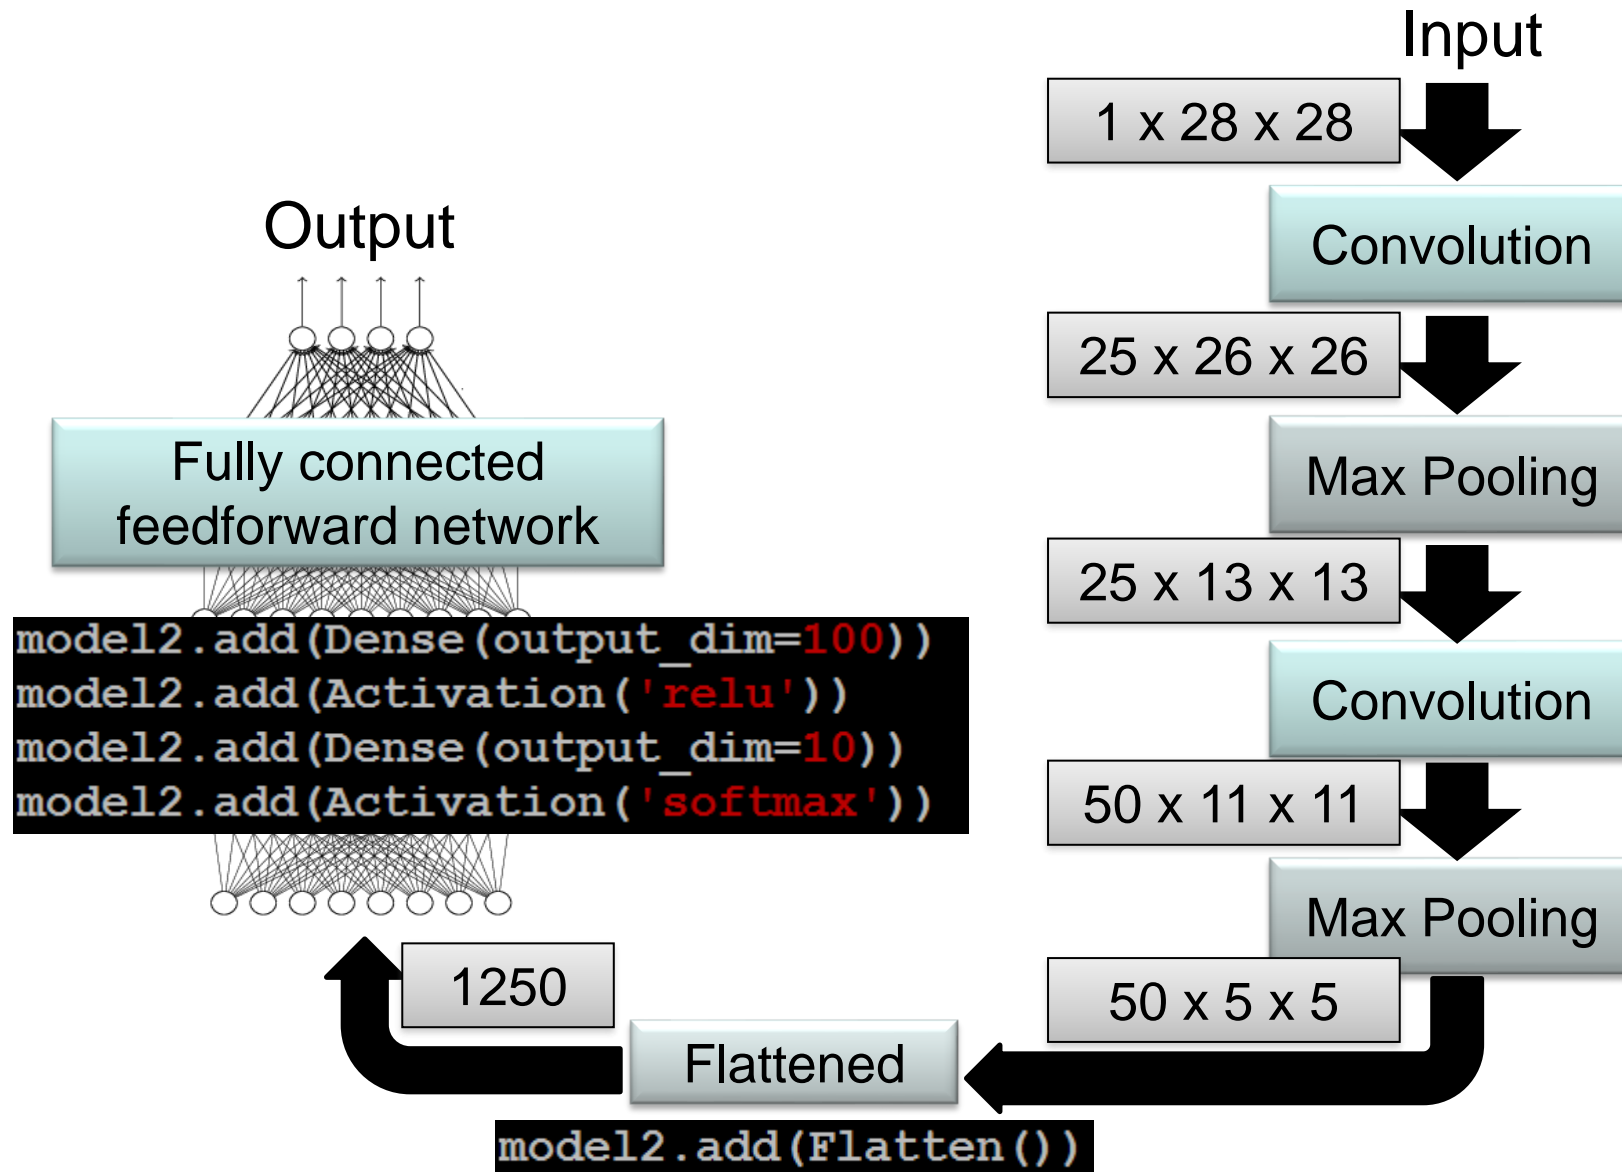 Input
1 x 28 x 28
Convolution
25 x 26 x 26
Max Pooling
25 x 13 x 13
Convolution
50 x 11 x 11
Max Pooling
50 x 5 x 5
Flattened
model2.add(Flatten())
1250
Output
Fully connected
feedforward network
model2.add(Dense(output_dim=100))
model2.add(Activation('relu'))
model2.add(Dense(output_dim=10))
model2.add(Activation('softmax'))